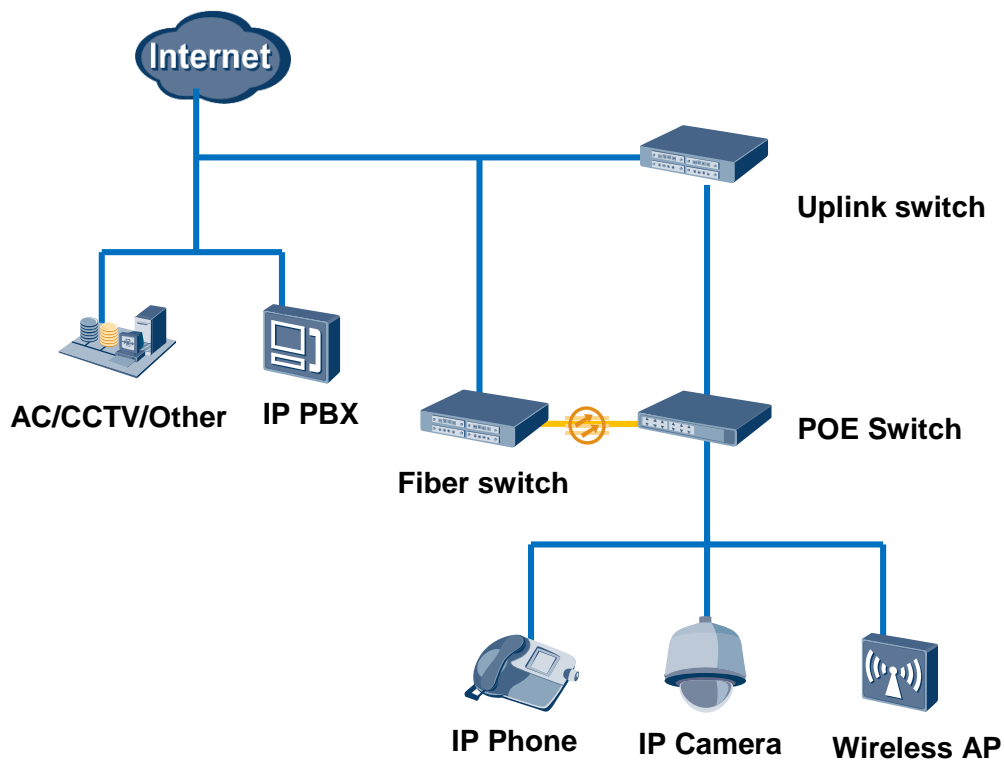 Internet
Uplink switch
AC/CCTV/Other
IP PBX
POE Switch
Fiber switch
IP Phone
IP Camera
Wireless AP